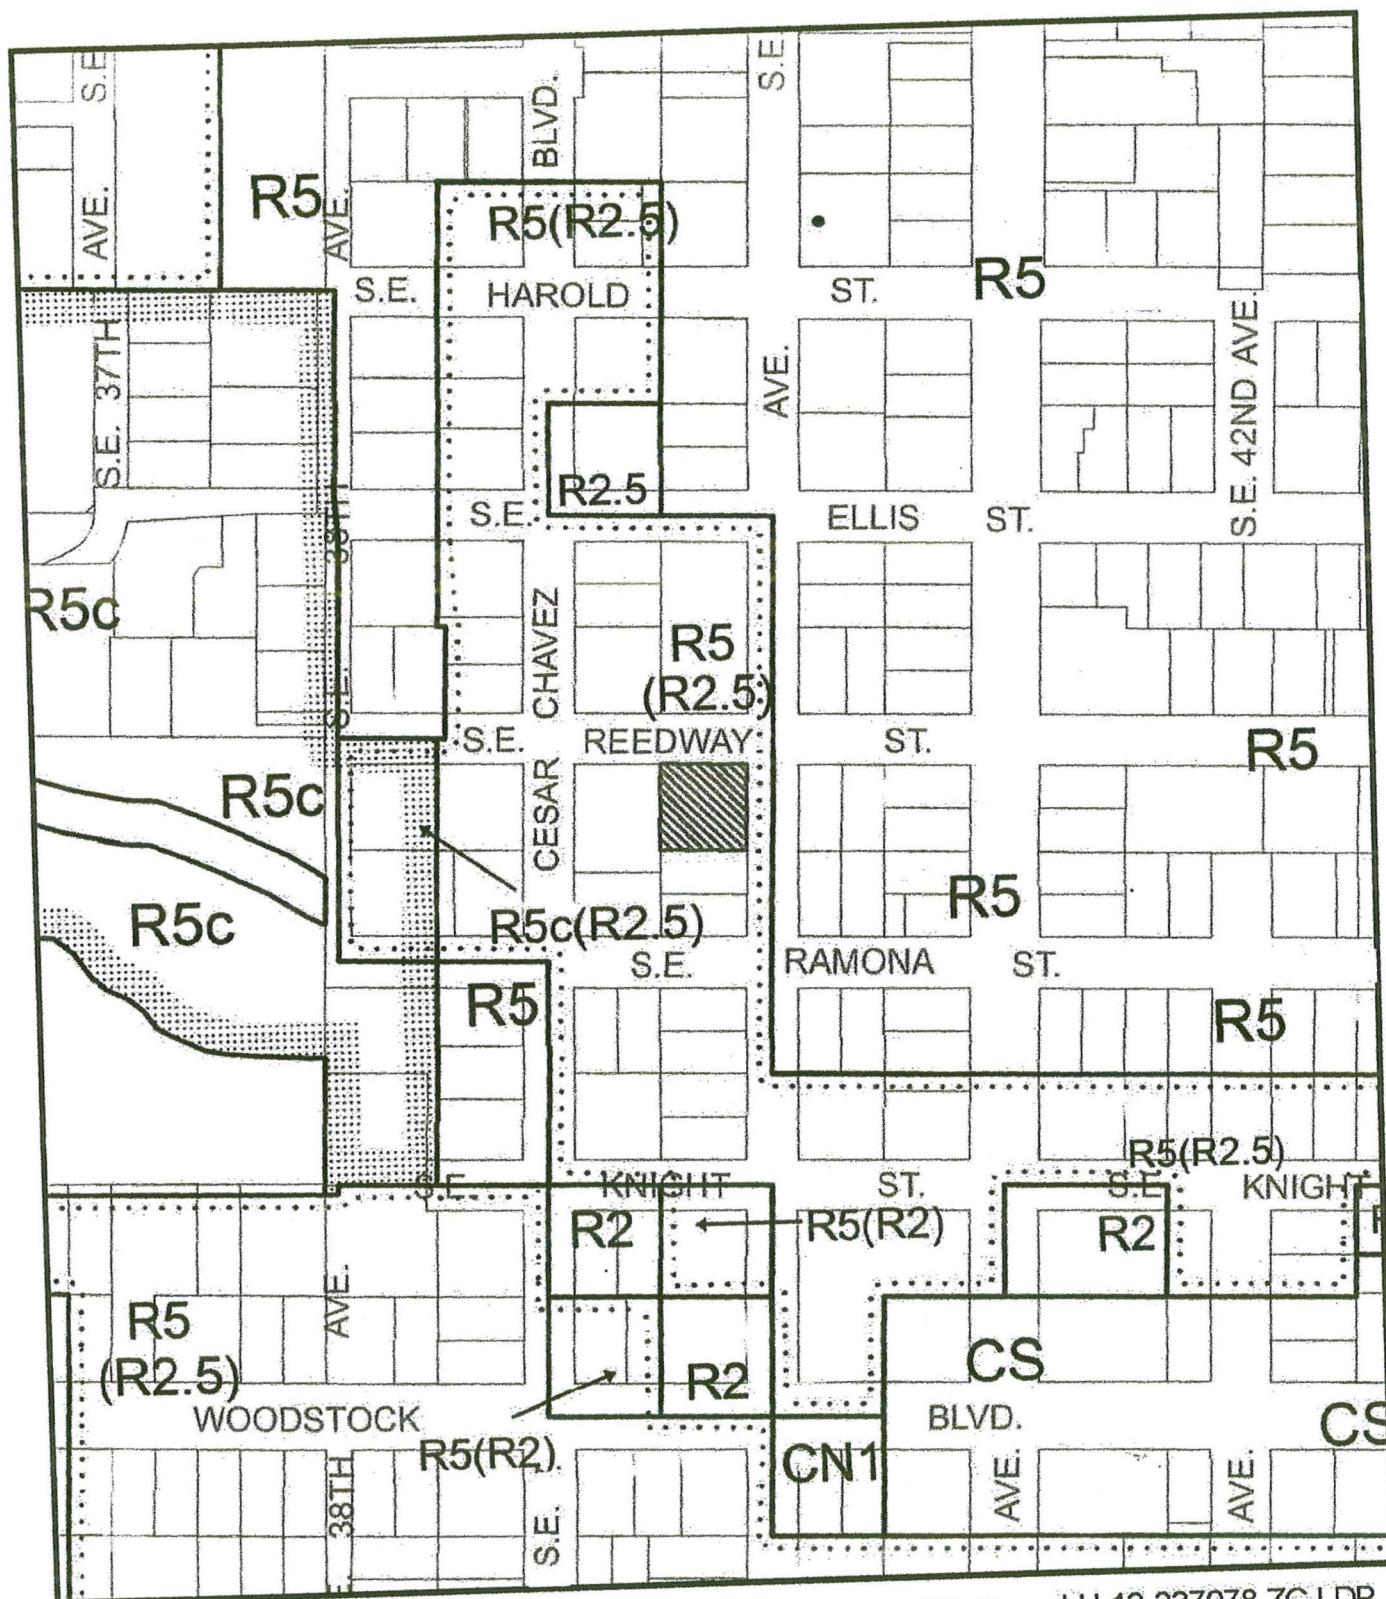 S.E.
S.E.
BLVD.
R5
AVE.
AVE.
R5(R2.5)
S.E.
HAROLD
ST.
R5
S.E. 37TH
AVE.
S.E. 42ND AVE.
R2.5
S.E.
ELLIS
ST.
38TH
R5c
CHAVEZ
R5
(R2.5)
S.E.
S.E.
REEDWAY
ST.
R5
R5c
CESAR
R5c
R5c(R2.5)
R5
S.E.
RAMONA
ST.
R5
R5
R5(R2.5)
S.E.
KNIGHT
ST.
S.E.
KNIGHT
R2
R5(R2)
R2
AVE.
R5
(R2.5)
R2
CS
WOODSTOCK
BLVD.
CS
R5(R2)
CN1
38TH
S.E.
AVE.
AVE.